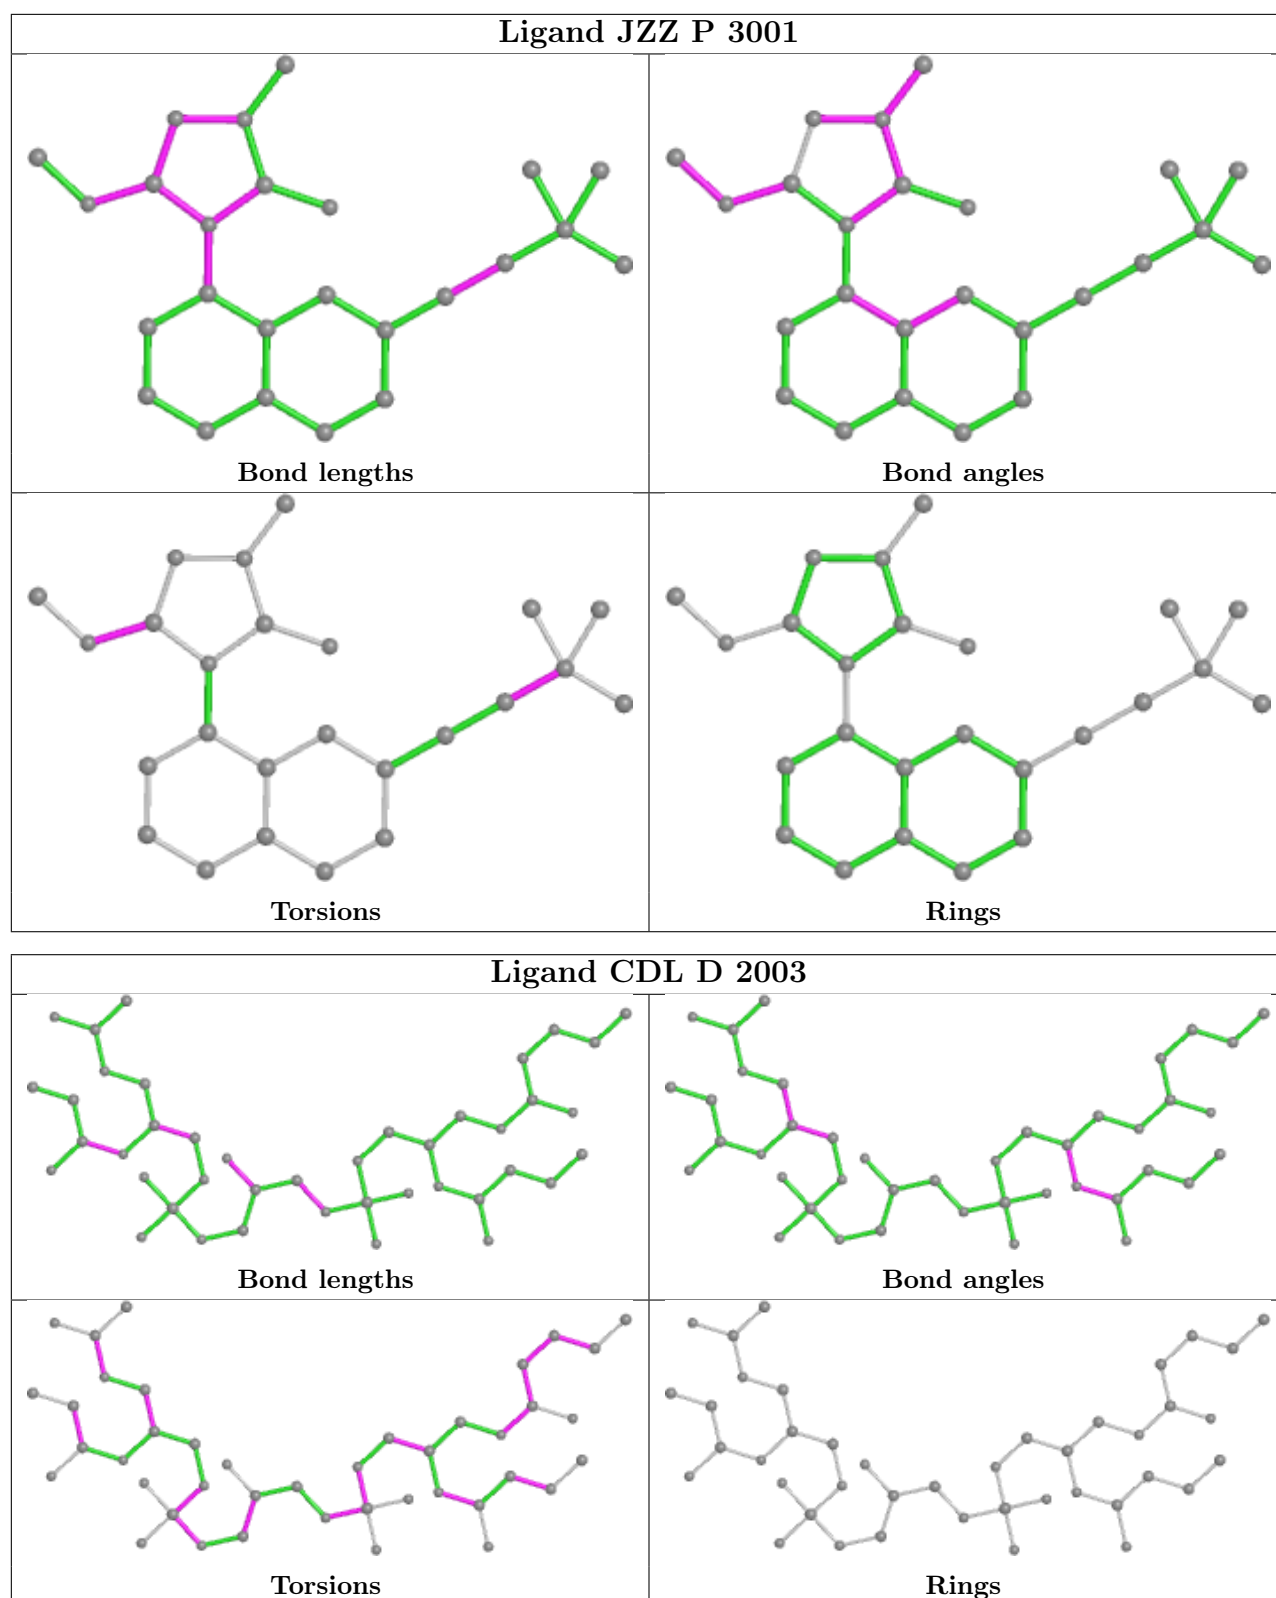 Ligand JZZ P 3001
Bond lengths
Bond angles
Torsions
Rings
Ligand CDL D 2003
Bond lengths
Bond angles
Torsions
Rings